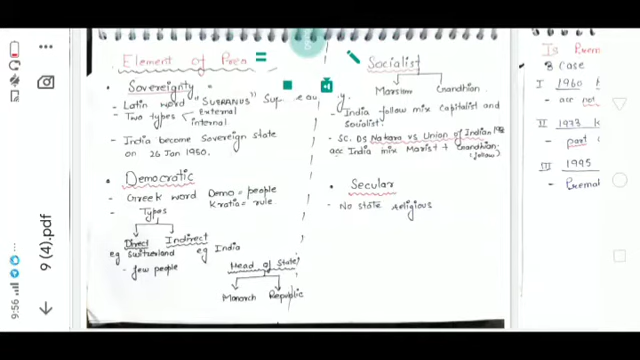 Element of Prea
Sovereignty
- Latin word "SUBRANUS"
- Two types
External
internal
- India become Sovereign state
on 26 Jan 1950.
Democratic
- Greek word Demo = people
Kratia = rule.
- Types
Direct Indirect
eg Switzerland eg India
- few people
Head of State
Monarch Republic
Socialist
Marxism Gandhian
- India follow mix capitalist and
Socialist.
- SC. DS Nakara vs Union of India
acc India mix Marxist + Gandhian
(follow)
Secular
- No state religious
8 case
I 1960
- acc not
II 1973
- part
III 1995
9:56
9 (4).pdf